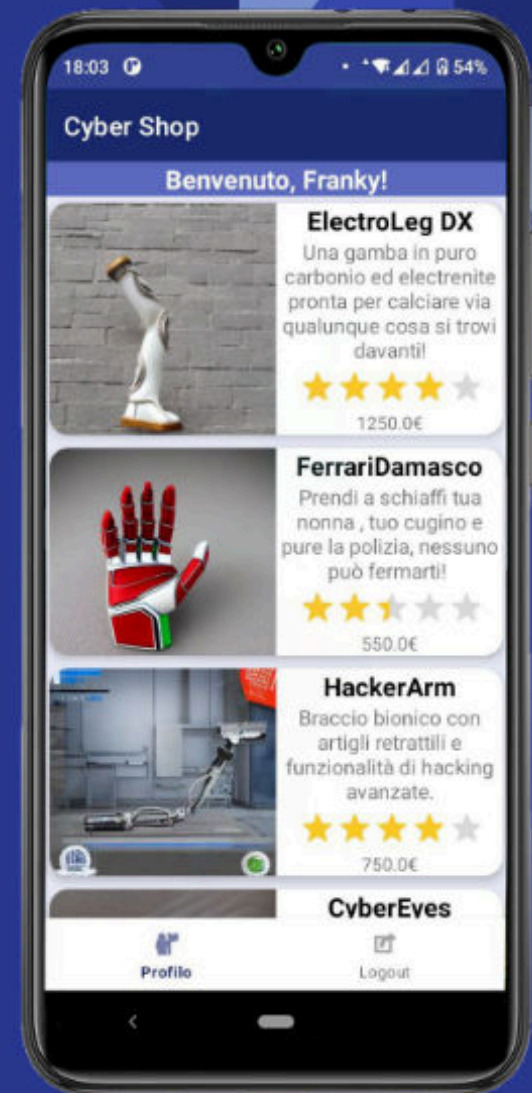 18:03 54%
Cyber Shop
Benvenuto, Franky!
ElectroLeg DX
Una gamba in puro
carbonio ed electrenite
pronta per calciare via
qualunque cosa si trovi
davanti!
1250.0€
FerrariDamasco
Prendi a schiaffi tua
nonna , tuo cugino e
pure la polizia, nessuno
può fermarti!
550.0€
HackerArm
Braccio bionico con
artigli retrattili e
funzionalità di hacking
avanzate.
750.0€
CyberEyes
Profilo
Logout